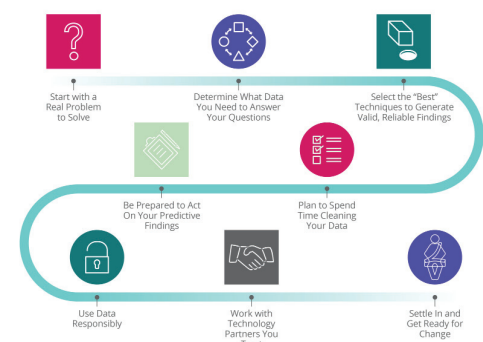 Start with a
Real Problem
to Solve
Determine What Data
You Need to Answer
Your Questions
Select the “Best”
Techniques to Generate
Valid, Reliable Findings
Plan to Spend
Time Cleaning
Your Data
Be Prepared to Act
On Your Predictive
Findings
Use Data
Responsibly
Work with
Technology
Partners You
Settle In and
Get Ready for
Change